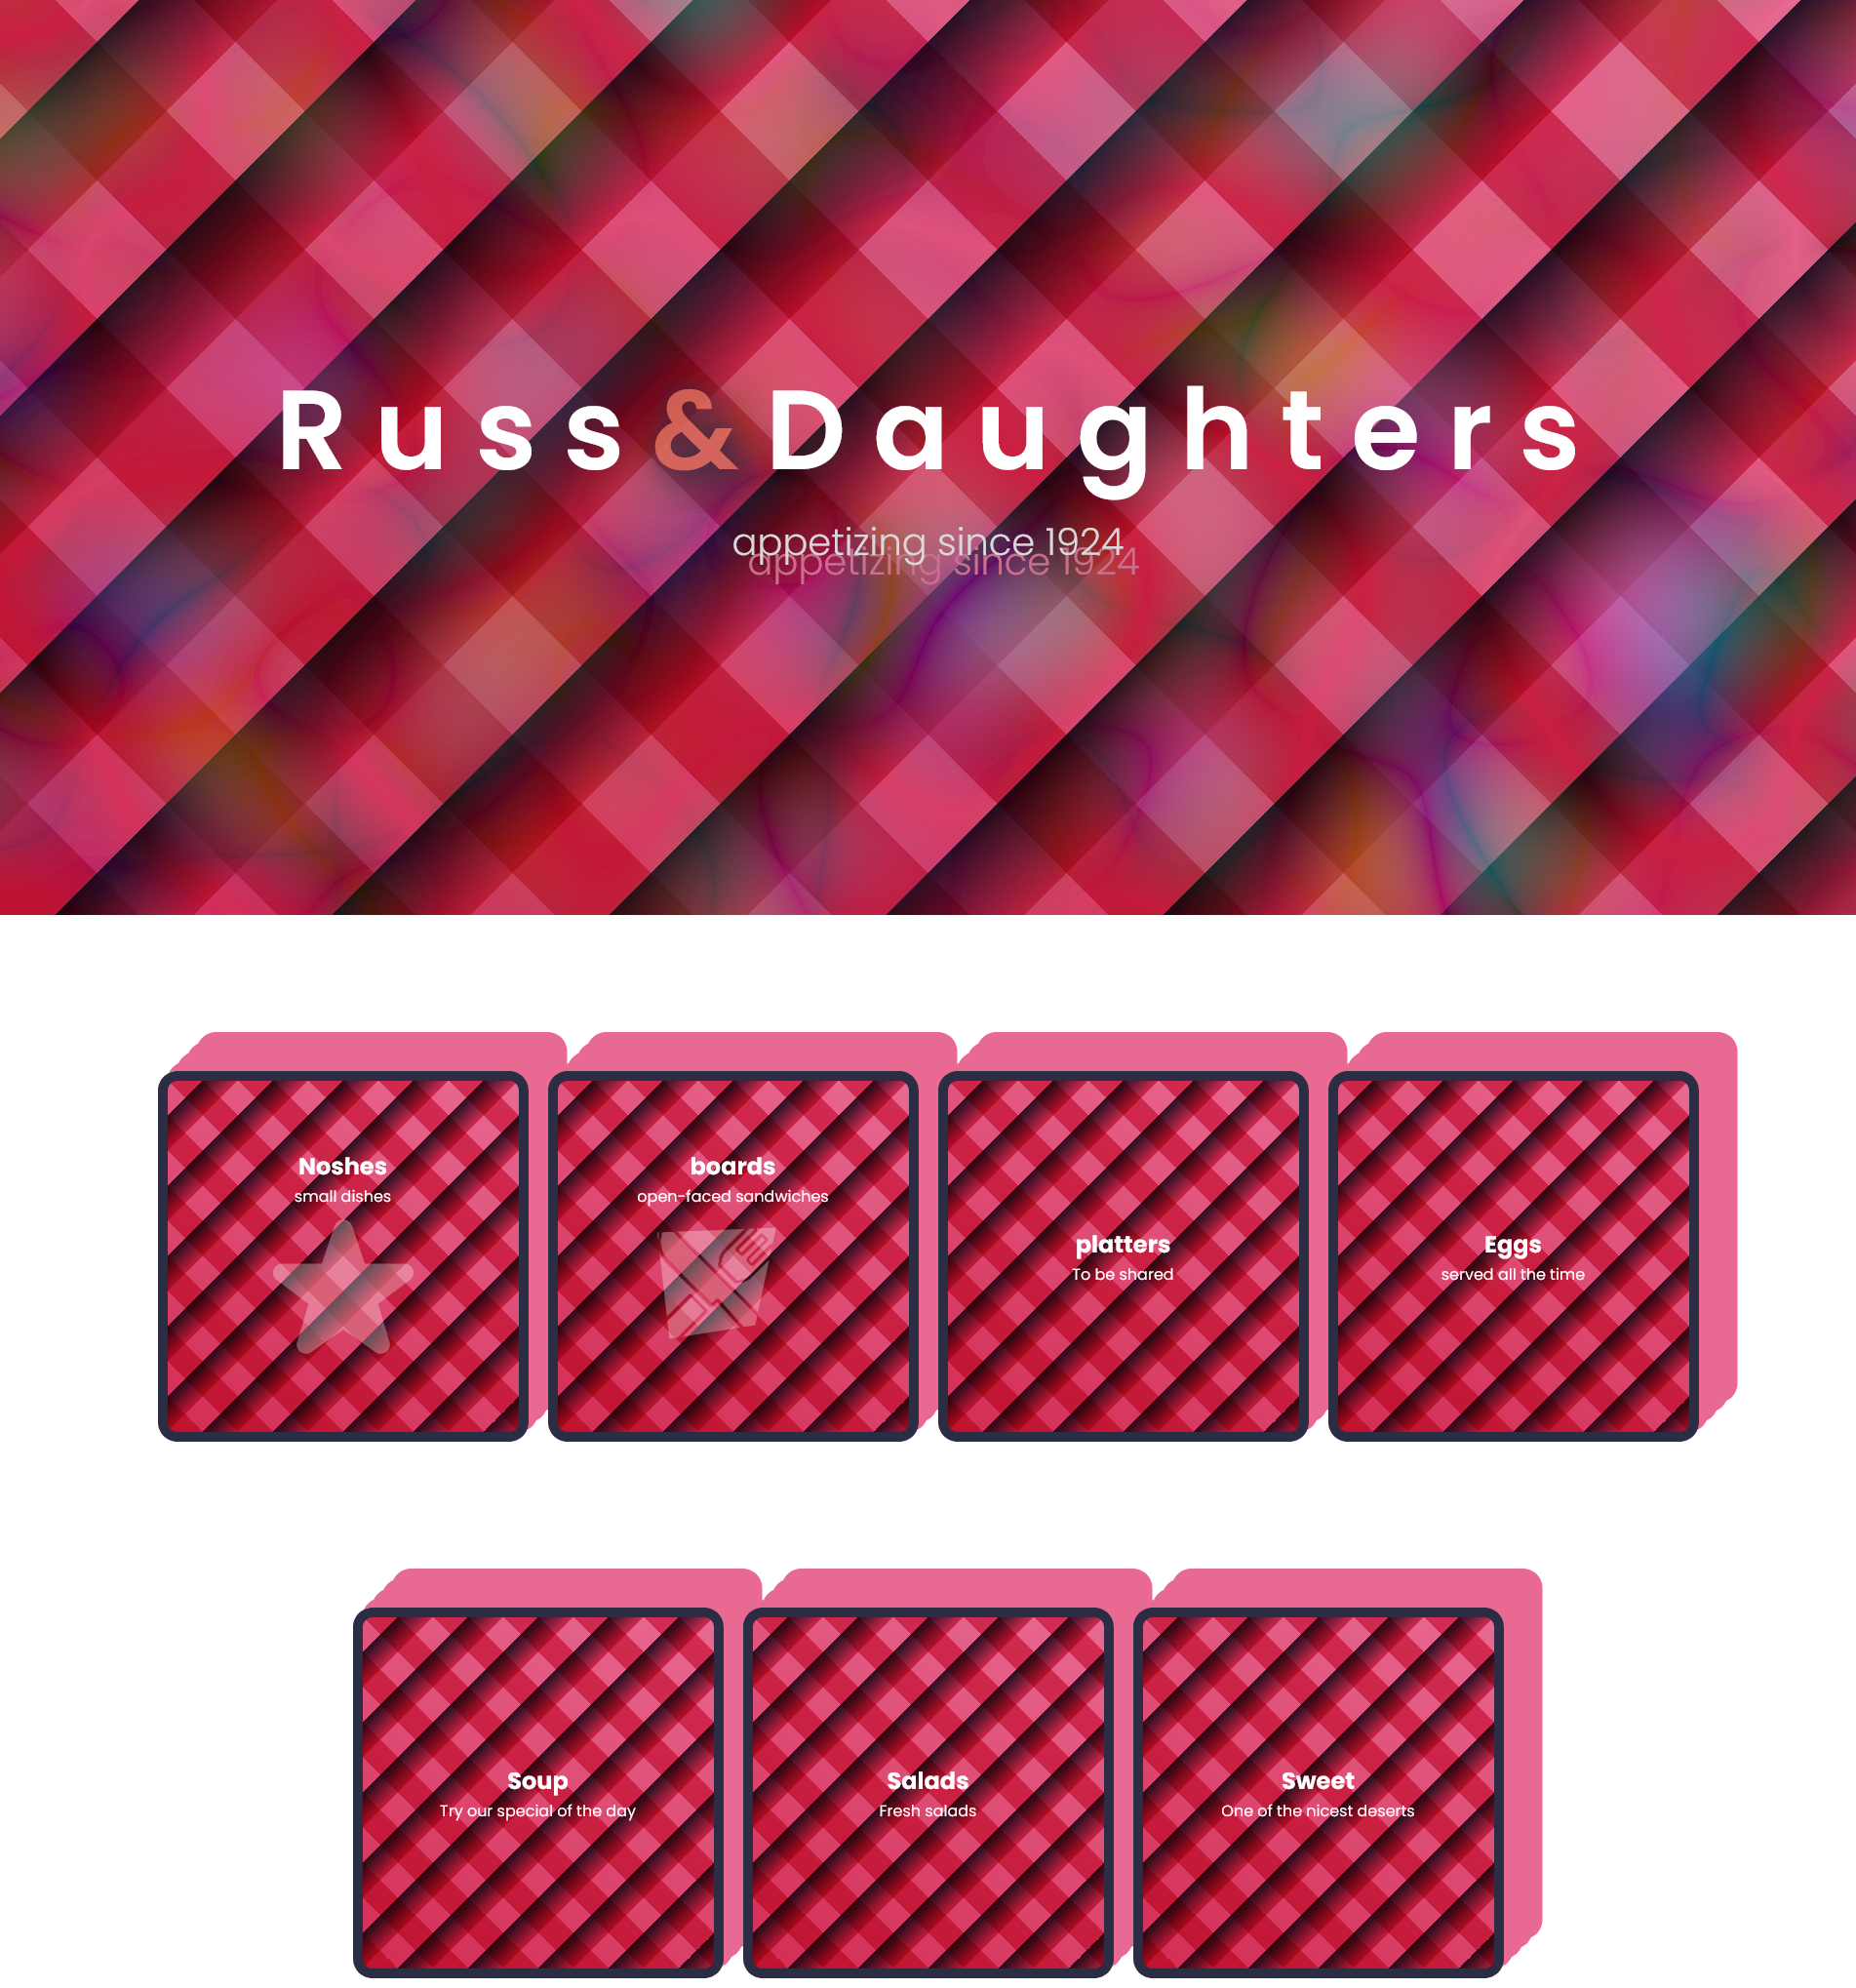 Russ & Daughters
appetizing since 1924
appetizing since 1924
Noshes
small dishes
boards
open-faced sandwiches
platters
To be shared
Eggs
served all the time
Soup
Try our special of the day
Salads
Fresh salads
Sweet
One of the nicest deserts